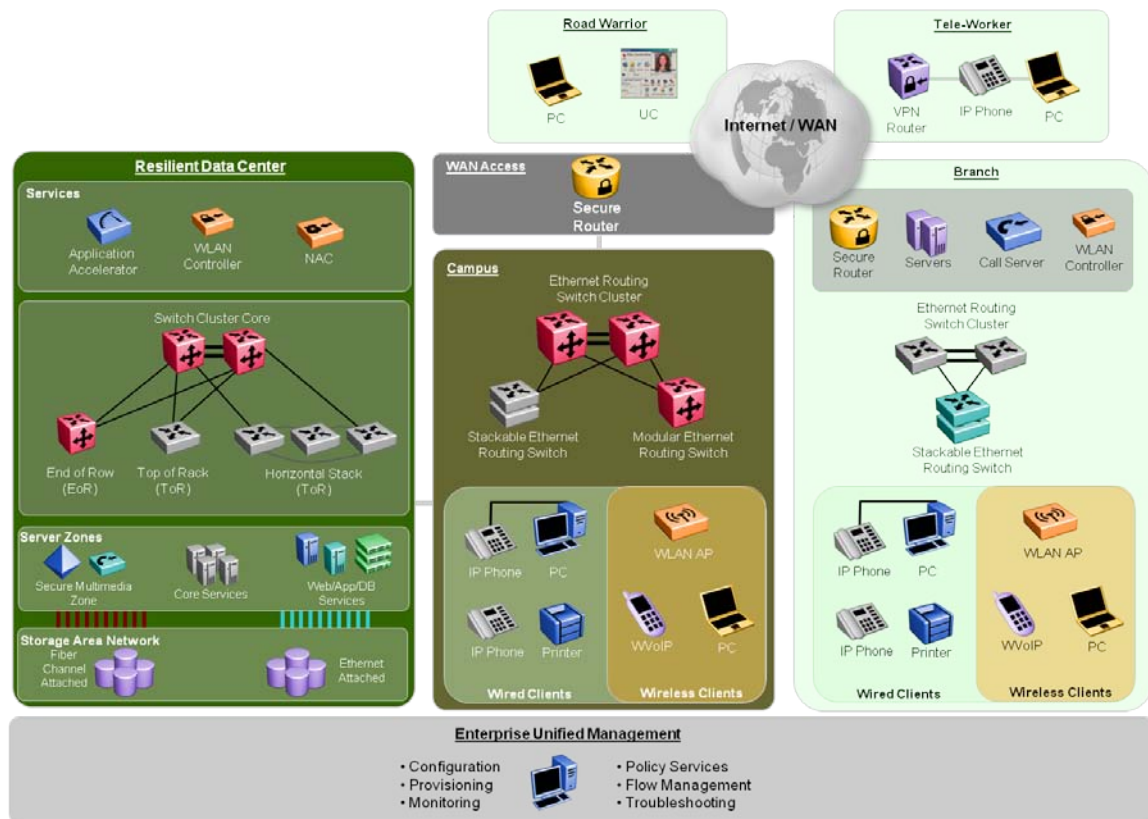 Road Warrior
PC
UC
Internet / WAN
Tele-Worker
VPN
Router
IP Phone
PC
Resilient Data Center
Services
Application
Accelerator
WLAN
Controller
NAC
Switch Cluster Core
End of Row
(EoR)
Top of Rack
(ToR)
Horizontal Stack
(ToR)
Server Zones
Secure Multimedia
Zone
Core Services
Web/App/DB
Services
Storage Area Network
Fiber
Channel
Attached
Ethernet
Attached
WAN Access
Secure
Router
Campus
Ethernet Routing
Switch Cluster
Stackable Ethernet
Routing Switch
Modular Ethernet
Routing Switch
IP Phone
PC
IP Phone
Printer
Wired Clients
WLAN AP
WVoIP
PC
Wireless Clients
Branch
Secure
Router
Servers
Call Server
WLAN
Controller
Ethernet Routing
Switch Cluster
Stackable Ethernet
Routing Switch
IP Phone
PC
IP Phone
Printer
Wired Clients
WLAN AP
WVoIP
PC
Wireless Clients
Enterprise Unified Management
• Configuration
• Provisioning
• Monitoring
• Policy Services
• Flow Management
• Troubleshooting